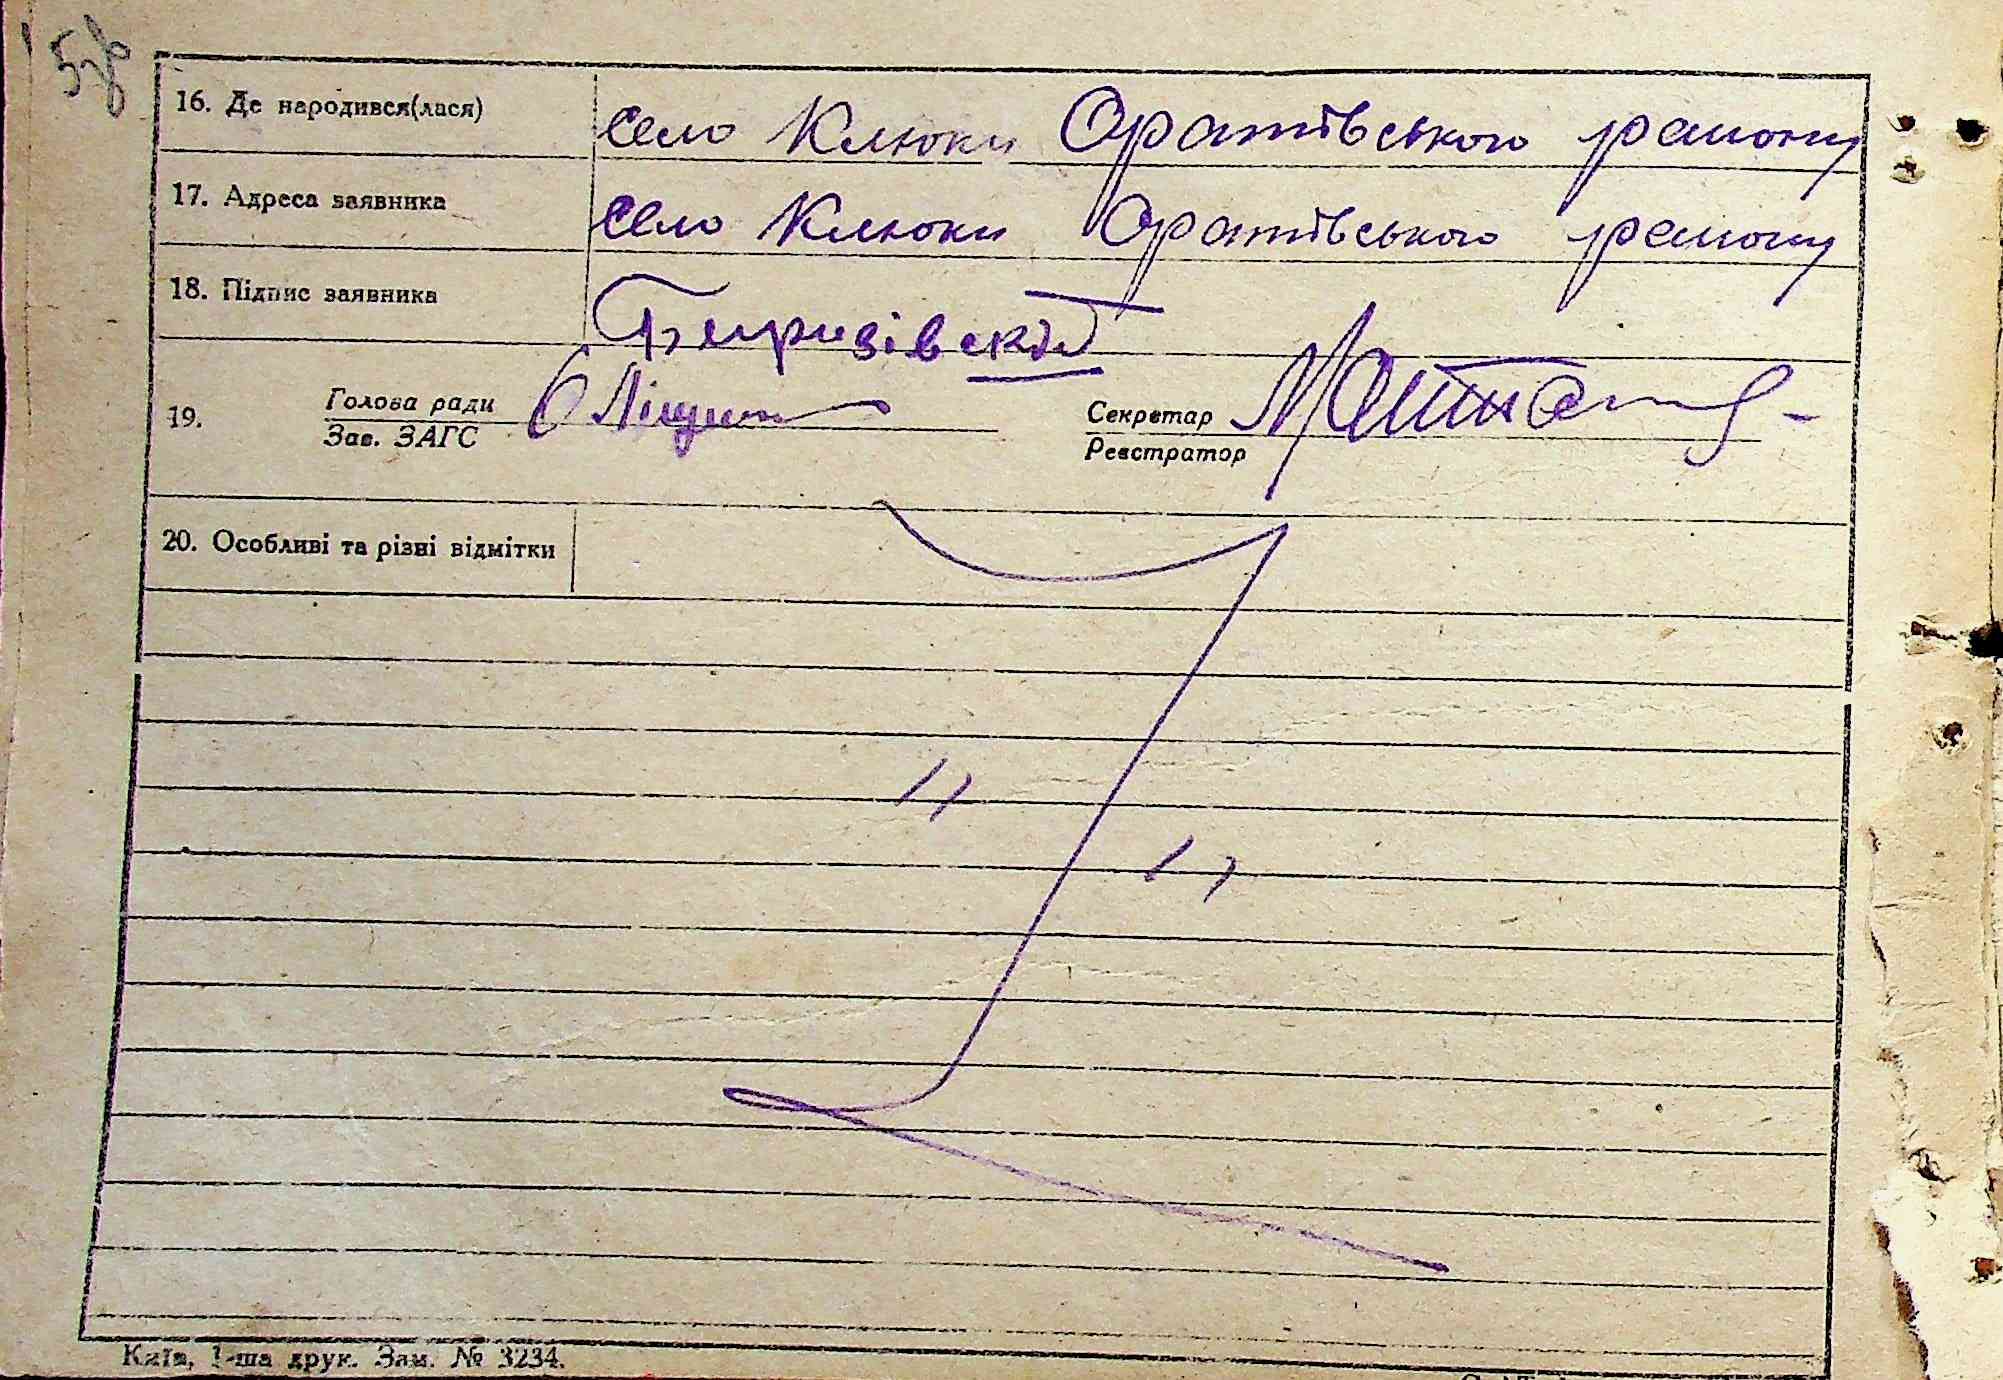 58
16. Де народився(лася) село Клюки Оратівського району
17. Адреса заявника село Клюки Оратівського району
18. Підпис заявника
19. Голова ради Секретар
Зав. ЗАГС Реєстратор
20. Особливі та різні відмітки
" "
Київ, 1-ша друк. Зам. № 3234.